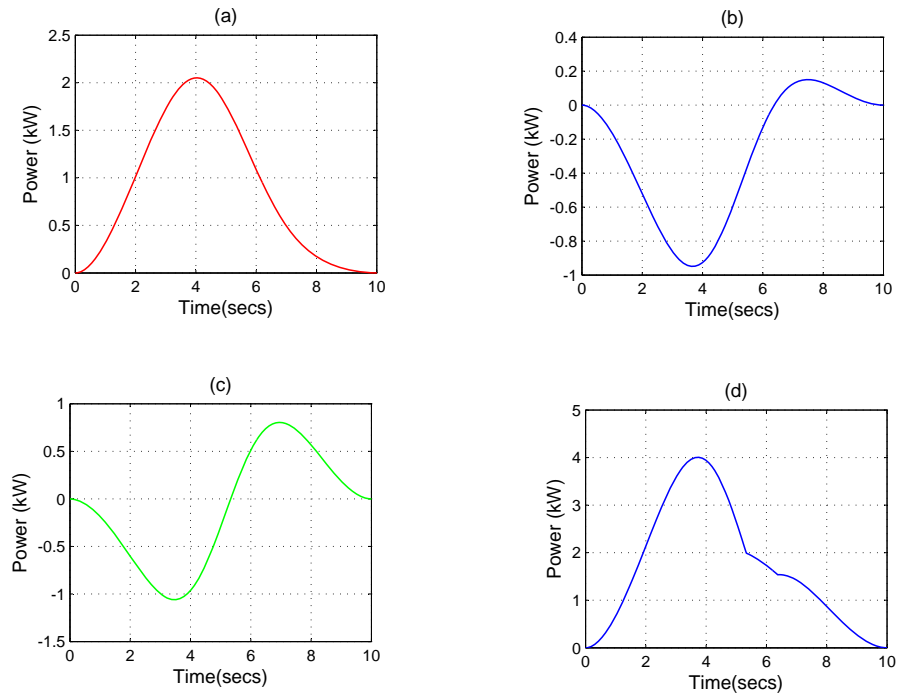 (a)
2.5
2
1.5
1
0.5
0
Power (kW)
0 2 4 6 8 10
Time(secs)
(b)
0.4
0.2
0
-0.2
-0.4
-0.6
-0.8
-1
Power (kW)
0 2 4 6 8 10
Time(secs)
(c)
1
0.5
0
-0.5
-1
-1.5
Power (kW)
0 2 4 6 8 10
Time(secs)
(d)
5
4
3
2
1
0
Power (kW)
0 2 4 6 8 10
Time(secs)